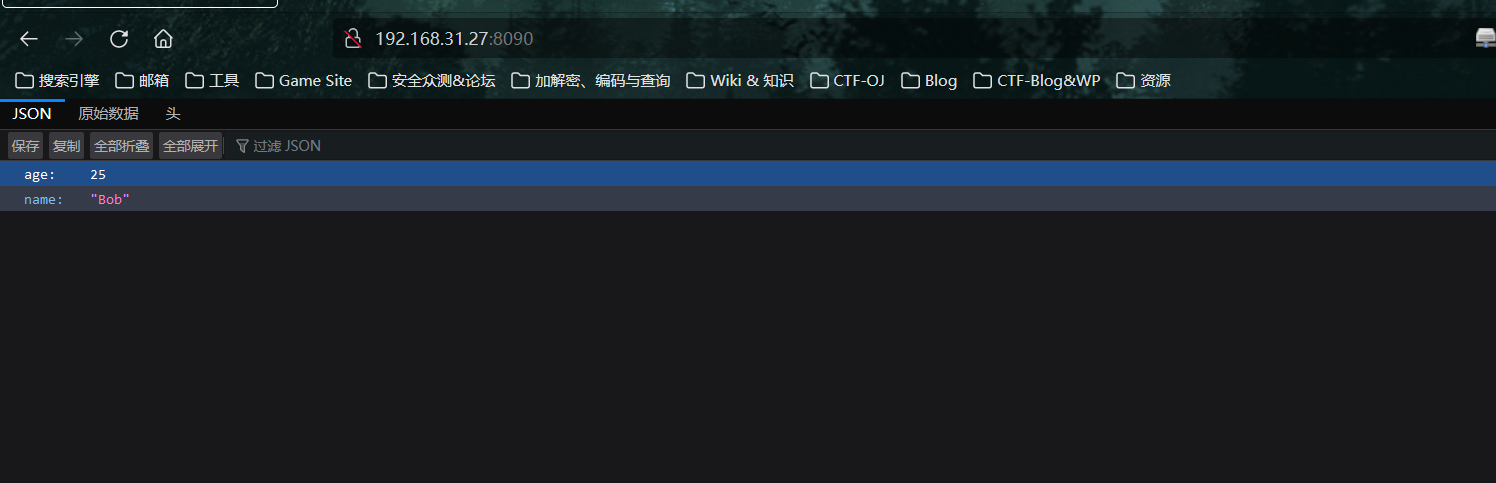 192.168.31.27:8090
搜索引擎 邮箱 工具 Game Site 安全众测&论坛 加解密、编码与查询 Wiki & 知识 CTF-OJ Blog CTF-Blog&WP 资源
JSON 原始数据 头
保存 复制 全部折叠 全部展开 过滤 JSON
age: 25
name: "Bob"